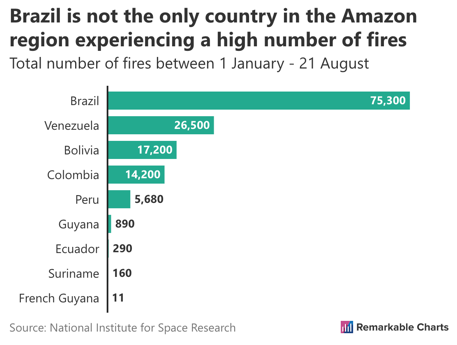 Brazil is not the only country in the Amazon
region experiencing a high number of fires
Total number of fires between 1 January - 21 August
Brazil 75,300
Venezuela 26,500
Bolivia 17,200
Colombia 14,200
Peru 5,680
Guyana 890
Ecuador 290
Suriname 160
French Guyana 11
Source: National Institute for Space Research
Remarkable Charts